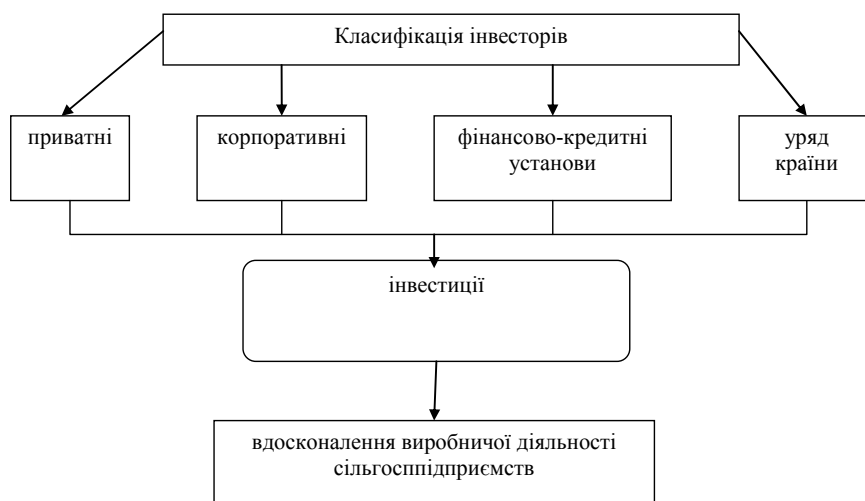 Класифікація інвесторів
приватні
корпоративні
фінансово-кредитні
установи
уряд
країни
інвестиції
вдосконалення виробничої діяльності
сільгосппідприємств